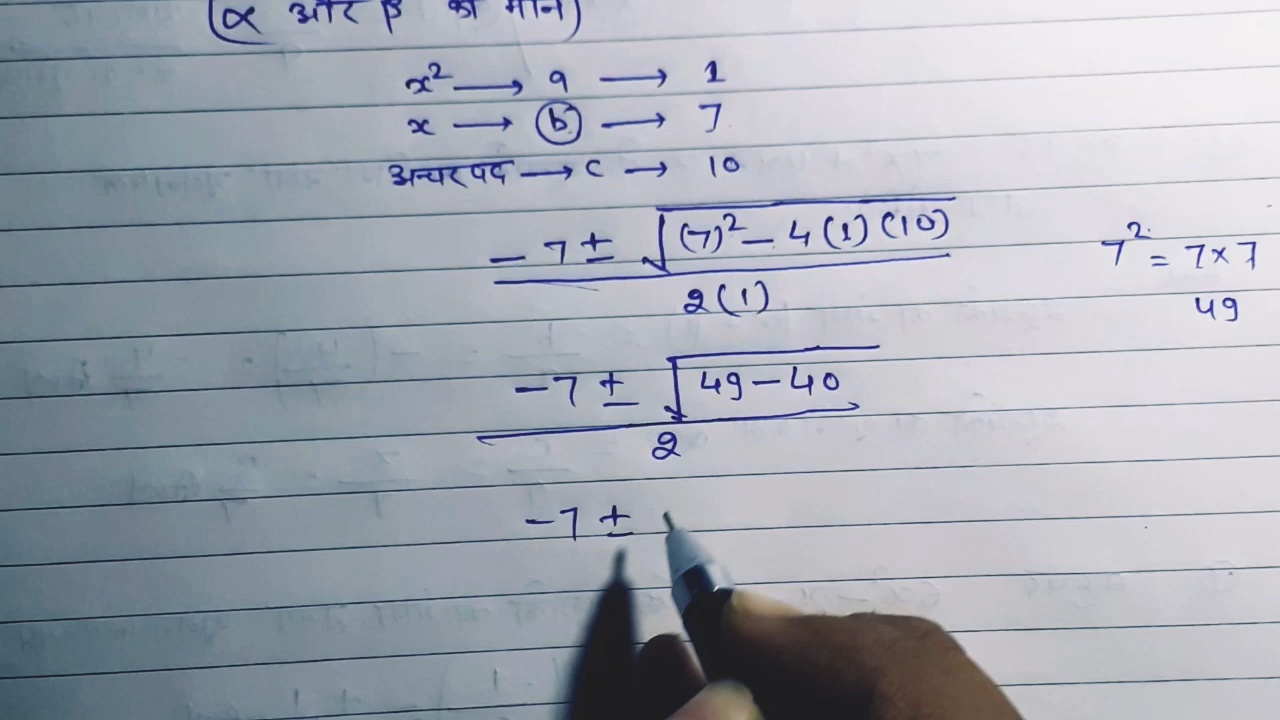 (α और β का मान)
x² → a → 1
x → b → 7
अचरपद → c → 10
-7 ± √(7)² - 4(1)(10)
2(1)
7² = 7×7
49
-7 ± √49-40
2
-7 ±